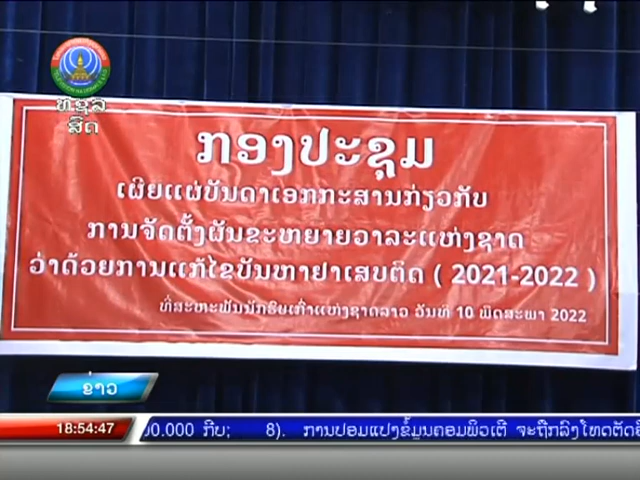 ທຊລ
ສົດ
ກອງປະຊຸມ
ເຜີຍແຜ່ບັນດາເອກກະສານກ່ຽວກັບ
ການຈັດຕັ້ງຜັນຂະຫຍາຍວາລະແຫ່ງຊາດ
ວ່າດ້ວຍການແກ້ໄຂບັນຫາຢາເສບຕິດ ( 2021-2022 )
ທີ່ສະຫະພັນນັກຮົບເກົ່າແຫ່ງຊາດລາວ ວັນທີ 10 ພຶດສະພາ 2022
ຂ່າວ
18:54:47 00.000 ກີບ; 8). ການປອມແປງຂໍ້ມູນຄອມພິວເຕີ ຈະຖືກລົງໂທດຕັດອິ